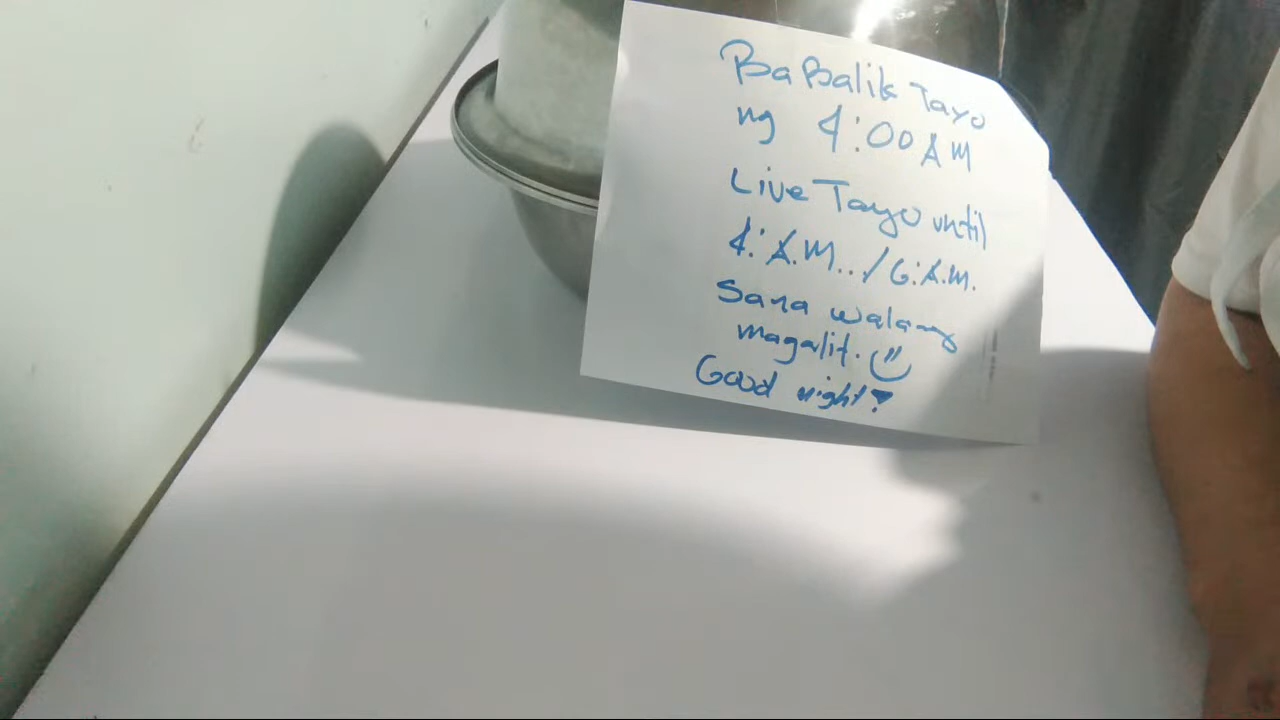 BaBalik Tayo
ng 4:00 AM
Live Tayo until
4: A.M.. / 6: A.M.
Sana walang
magalit. :)
Good night!